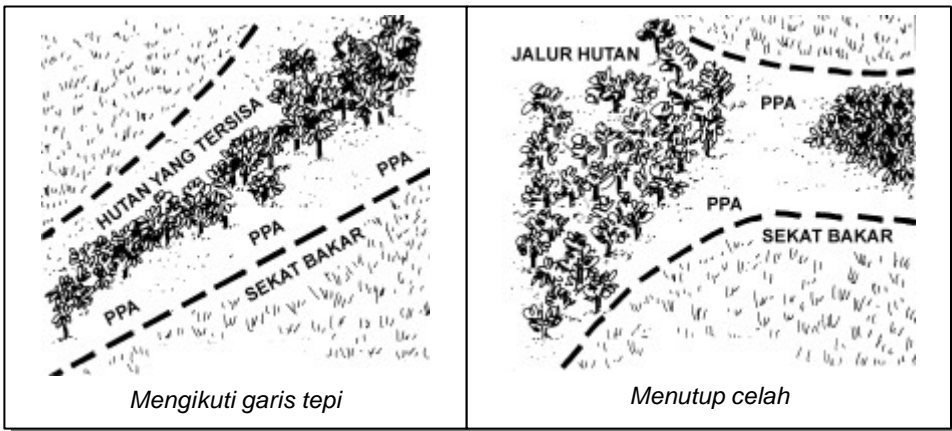 HUTAN YANG TERSISA
PPA
PPA
PPA
SEKAT BAKAR
Mengikuti garis tepi
JALUR HUTAN
PPA
PPA
SEKAT BAKAR
Menutup celah